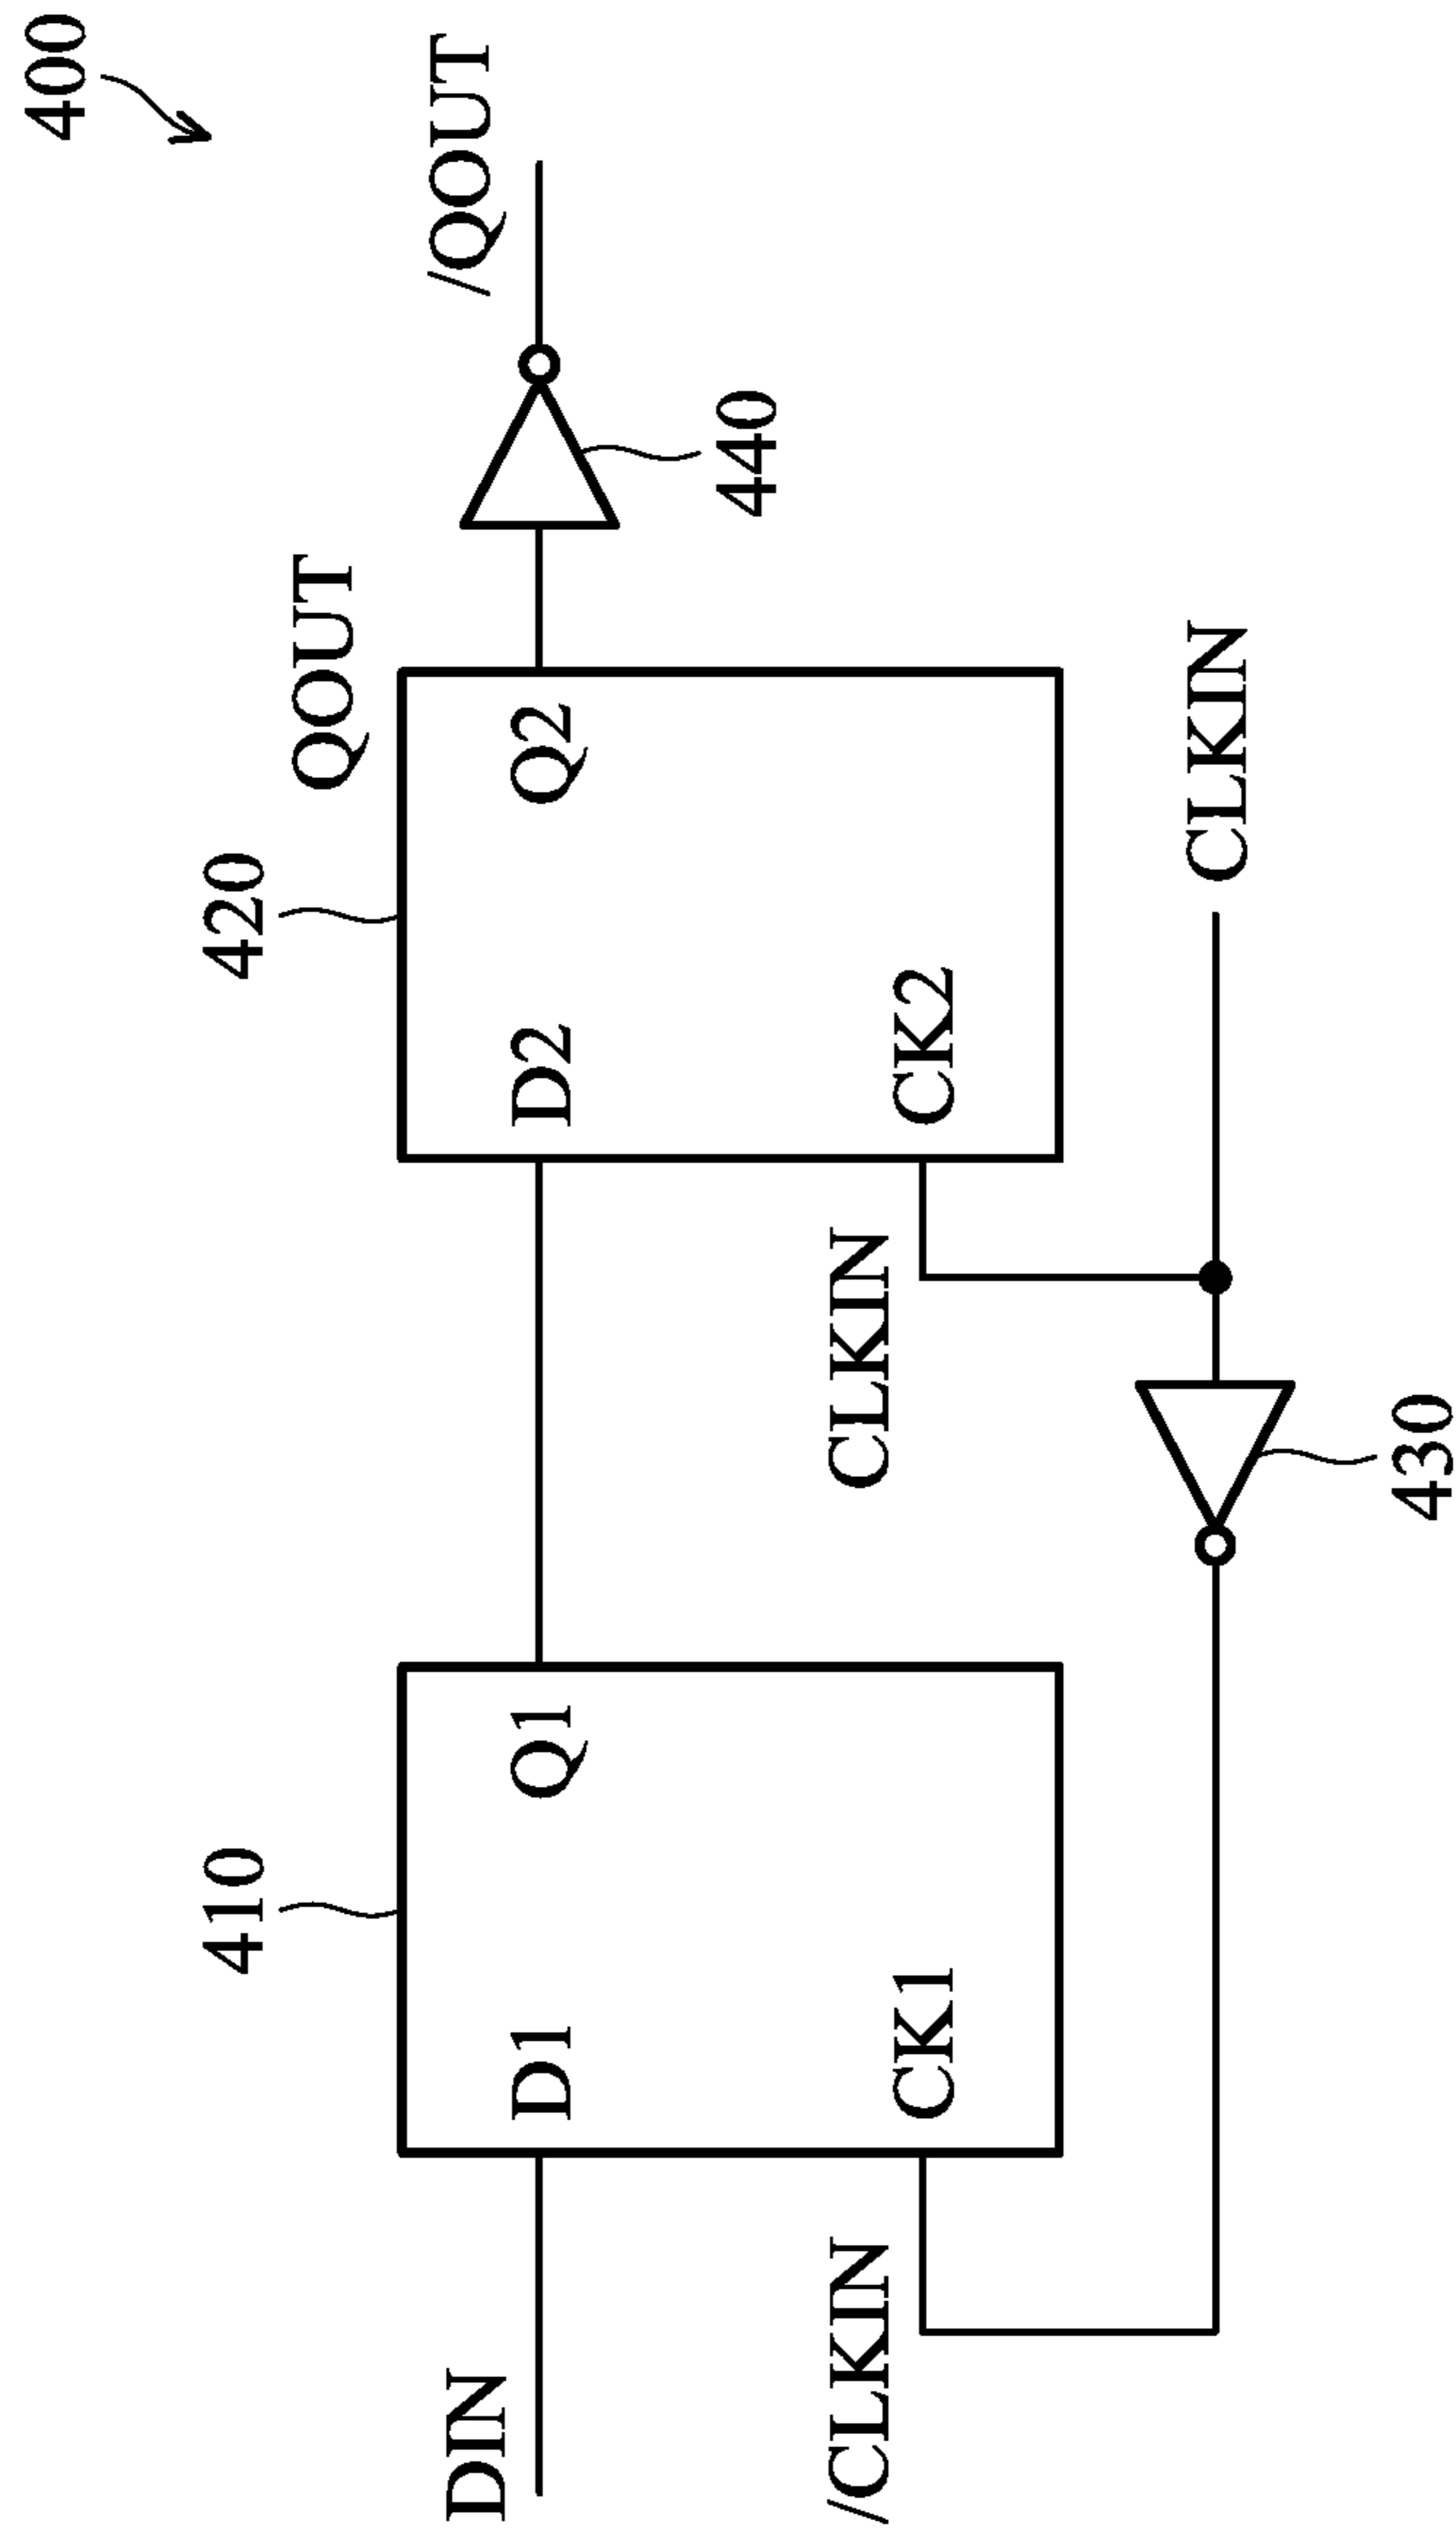 400
410
420
QOUT
DIN
D1
Q1
D2
Q2
/QOUT
440
/CLKIN
CK1
CLKIN
CK2
CLKIN
430